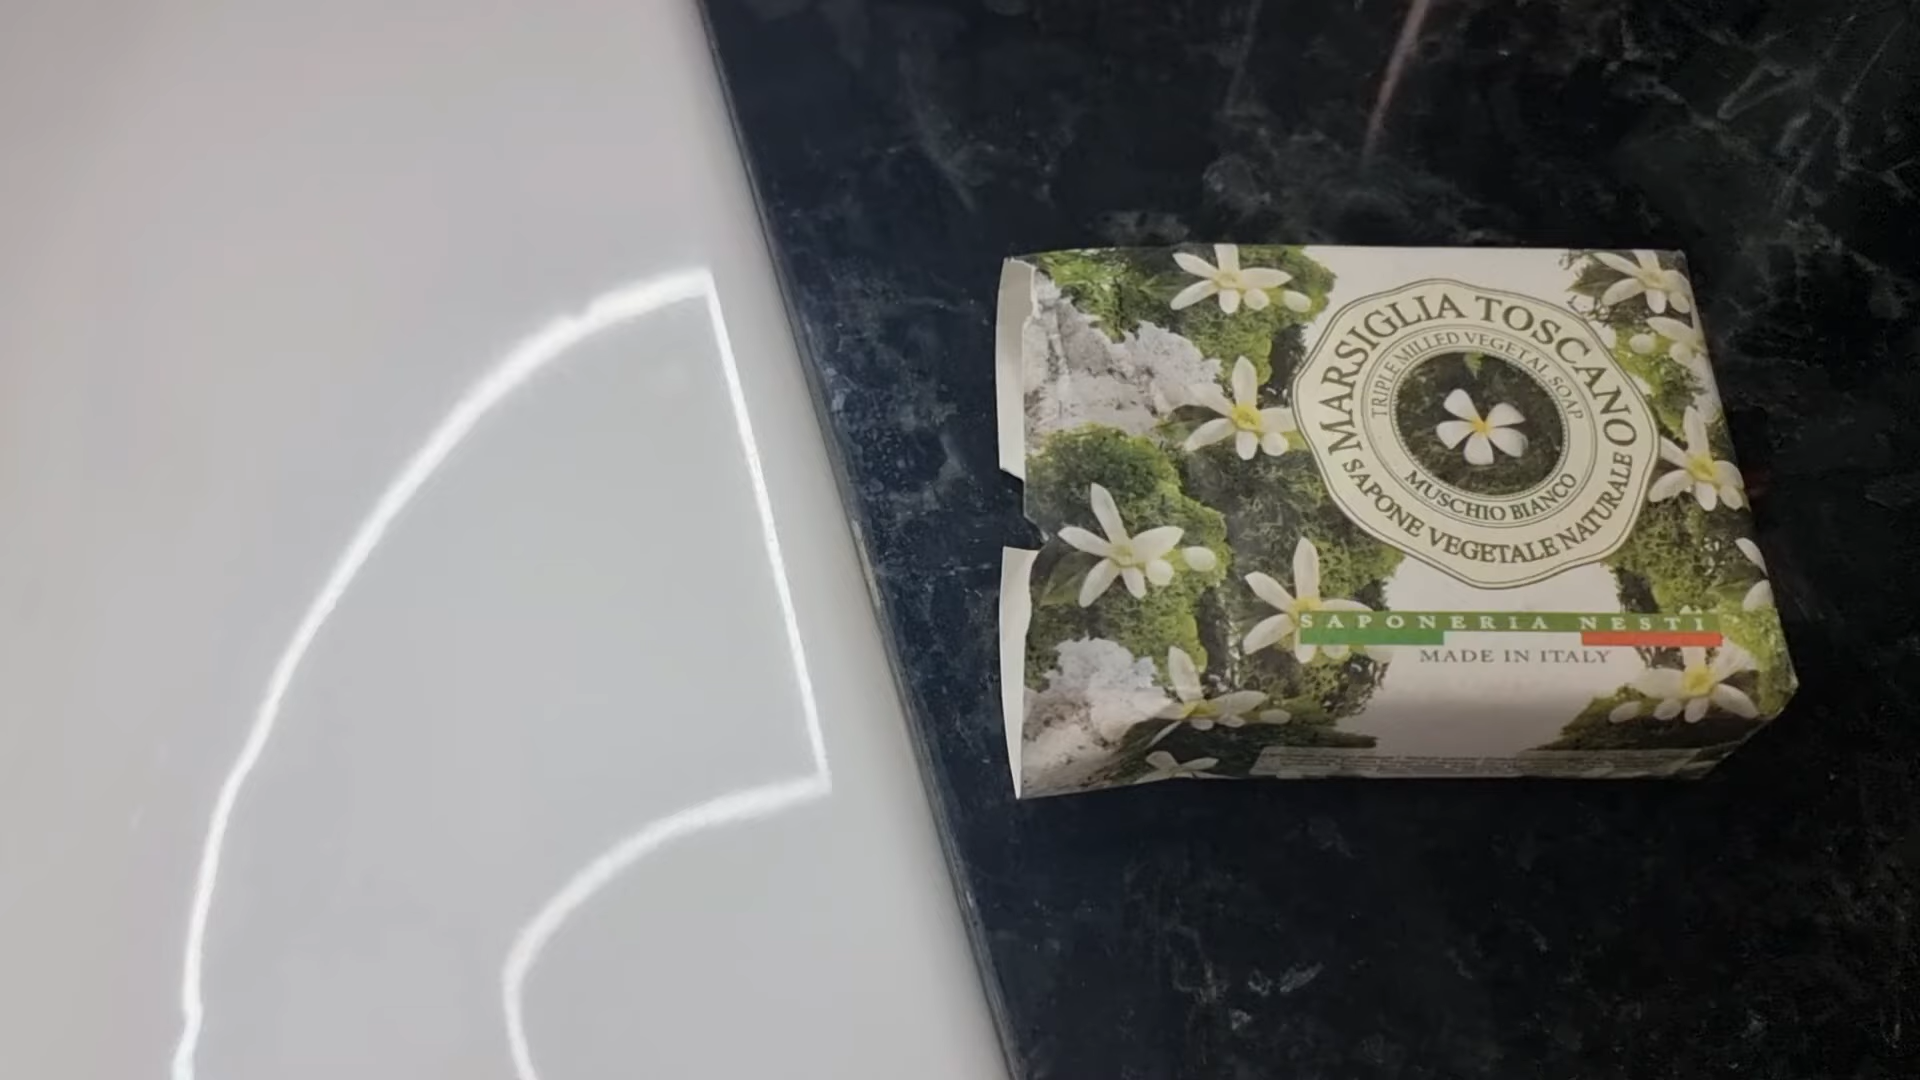 MARSIGLIA TOSCANO
TRIPLE MILLED VEGETAL SOAP
MUSCHIO BIANCO
SAPONE VEGETALE NATURALE
SAPONERIA NESTI
MADE IN ITALY